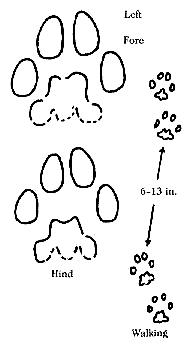 Left
Fore
6-13 in.
Hind
Walking